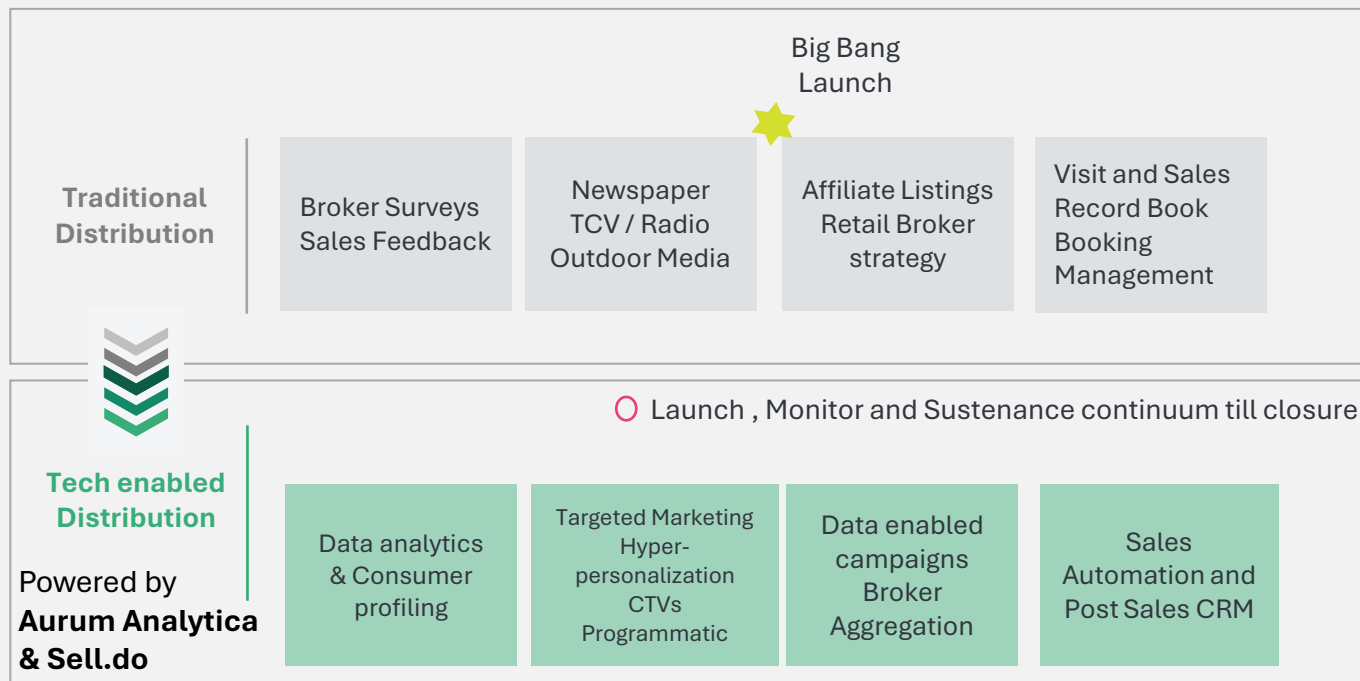 Big Bang
Launch
Traditional
Distribution
Broker Surveys
Sales Feedback
Newspaper
TCV / Radio
Outdoor Media
Affiliate Listings
Retail Broker
strategy
Visit and Sales
Record Book
Booking
Management
Launch , Monitor and Sustenance continuum till closure
Tech enabled
Distribution
Powered by
Aurum Analytica
& Sell.do
Data analytics
& Consumer
profiling
Targeted Marketing
Hyper-
personalization
CTVs
Programmatic
Data enabled
campaigns
Broker
Aggregation
Sales
Automation and
Post Sales CRM